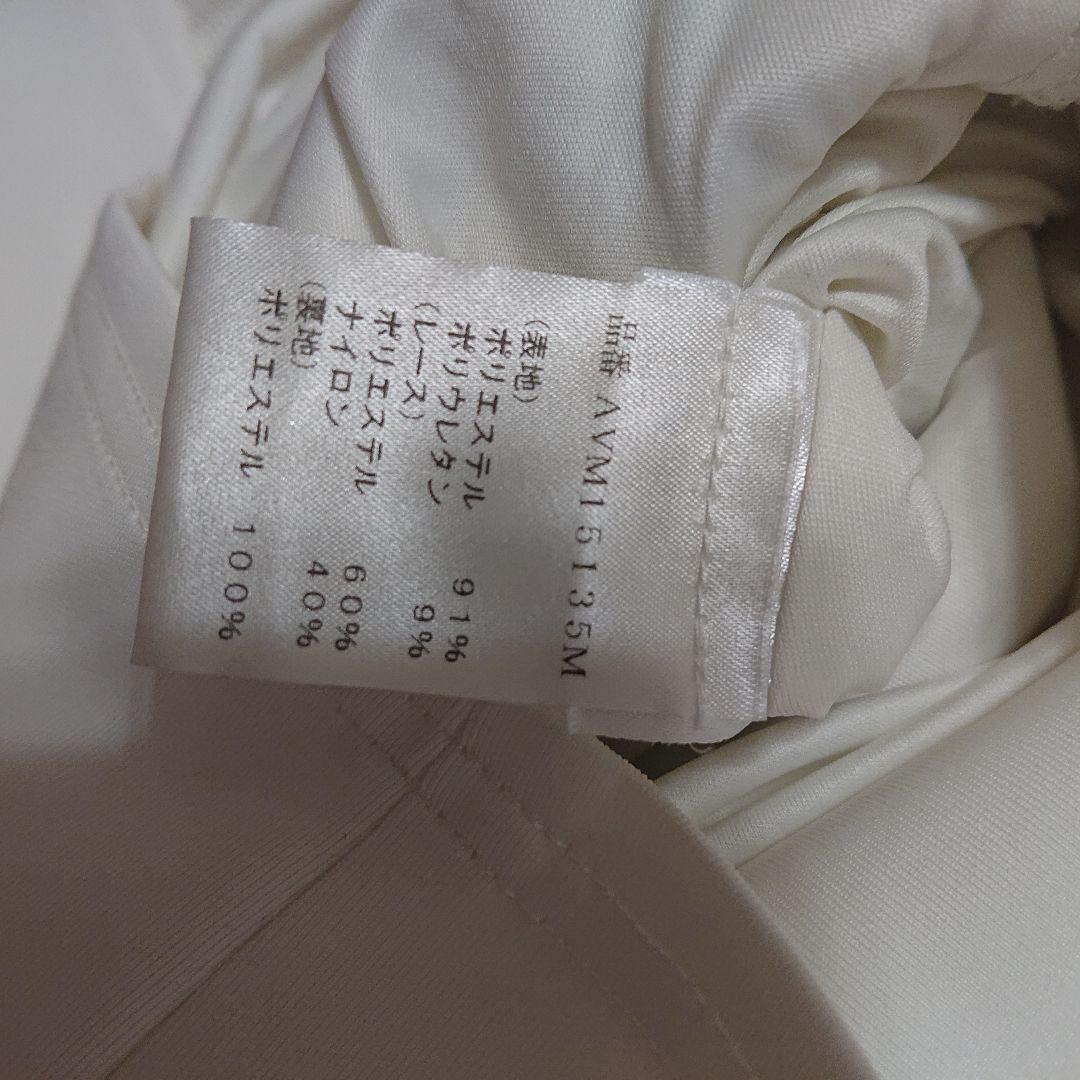 品番 AVM15135M
(表地)
ポリエステル 91%
ポリウレタン 9%
(レース)
ポリエステル 60%
ナイロン 40%
(裏地)
ポリエステル 100%